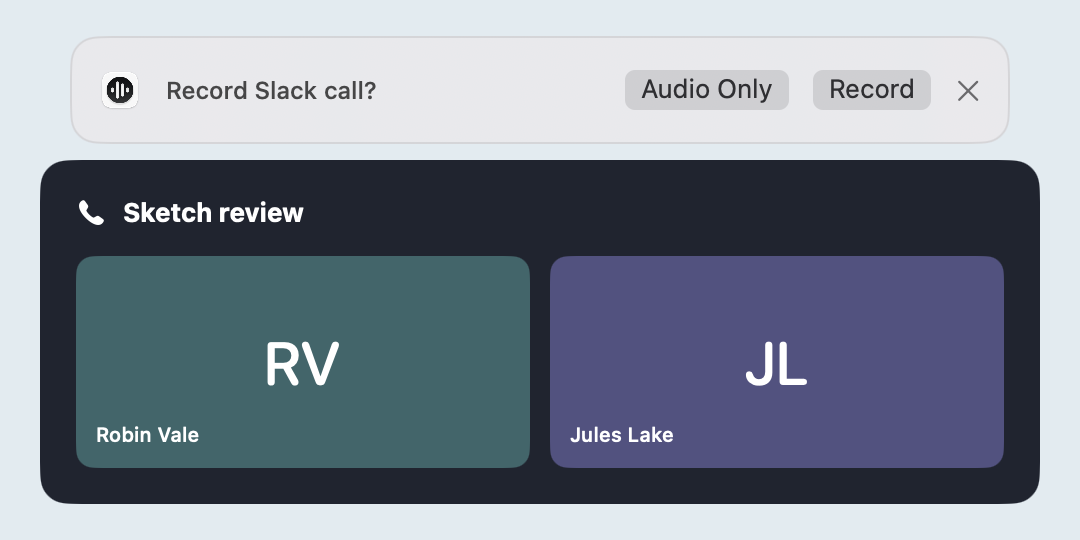 Record Slack call?
Audio Only
Record
Sketch review
RV
Robin Vale
JL
Jules Lake